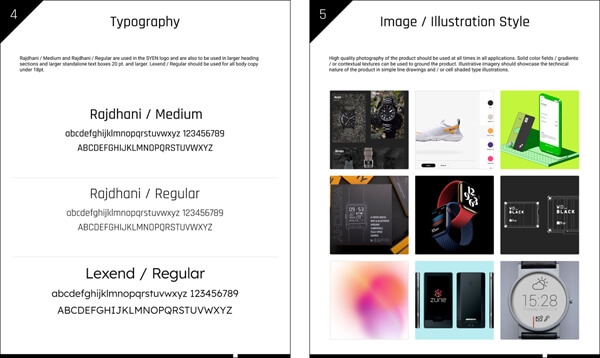 4
Typography
Rajdhani / Medium and Rajdhani / Regular are used in the SYEN logo and are also to be used in larger heading
sections and larger standalone text boxes 20 pt. and larger. Lexend / Regular should be used for all body copy
under 18pt.
Rajdhani / Medium
abcdefghijklmnopqrstuvwxyz 123456789
ABCDEFGHIJKLMNOPQRSTUVWXYZ
Rajdhani / Regular
abcdefghijklmnopqrstuvwxyz 123456789
ABCDEFGHIJKLMNOPQRSTUVWXYZ
Lexend / Regular
abcdefghijklmnopqrstuvwxyz 123456789
ABCDEFGHIJKLMNOPQRSTUVWXYZ
5
Image / Illustration Style
High quality photography of the product should be used at all times in all applications. Solid color fields / gradients
/ or contextual textures can be used to ground the product. Illustrative imagery should showcase the technical
nature of the product in simple line drawings and / or cell shaded type illustrations.
WD_
BLACK
WD_
BLACK
zune
15:28